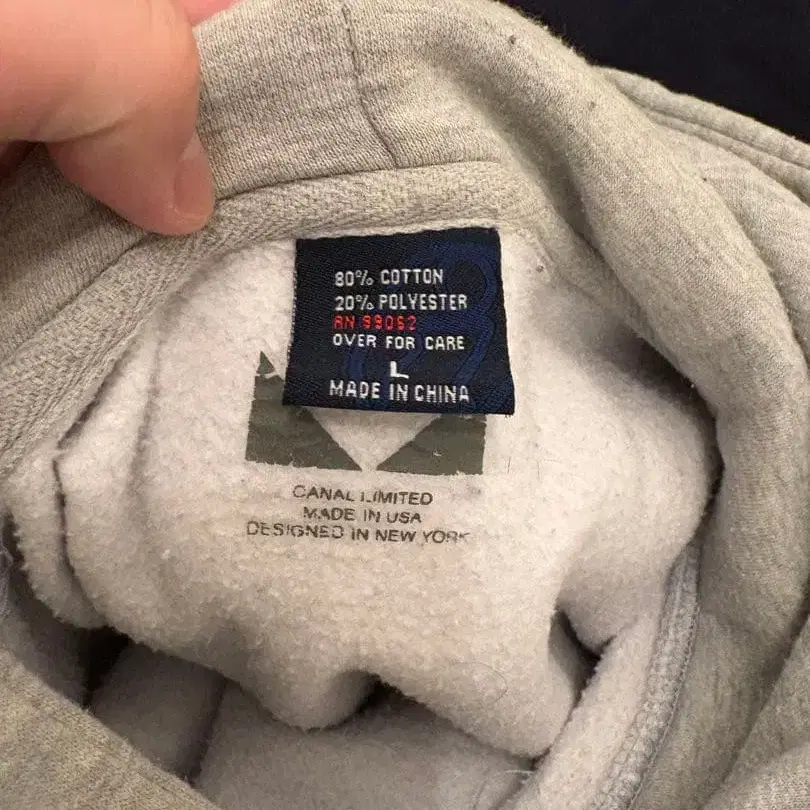 80% COTTON
20% POLYESTER
RN 99052
OVER FOR CARE
L
MADE IN CHINA
CANAL LIMITED
MADE IN USA
DESIGNED IN NEW YORK